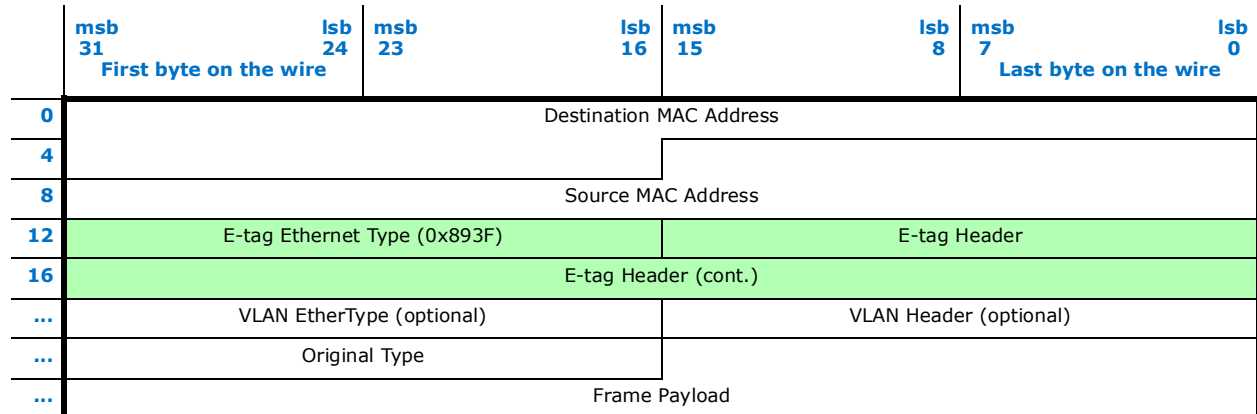 msb lsb msb lsb msb lsb msb lsb
31 24 23 16 15 8 7 0
First byte on the wire Last byte on the wire
0 Destination MAC Address
4
8 Source MAC Address
12 E-tag Ethernet Type (0x893F) E-tag Header
16 E-tag Header (cont.)
... VLAN EtherType (optional) VLAN Header (optional)
... Original Type
... Frame Payload